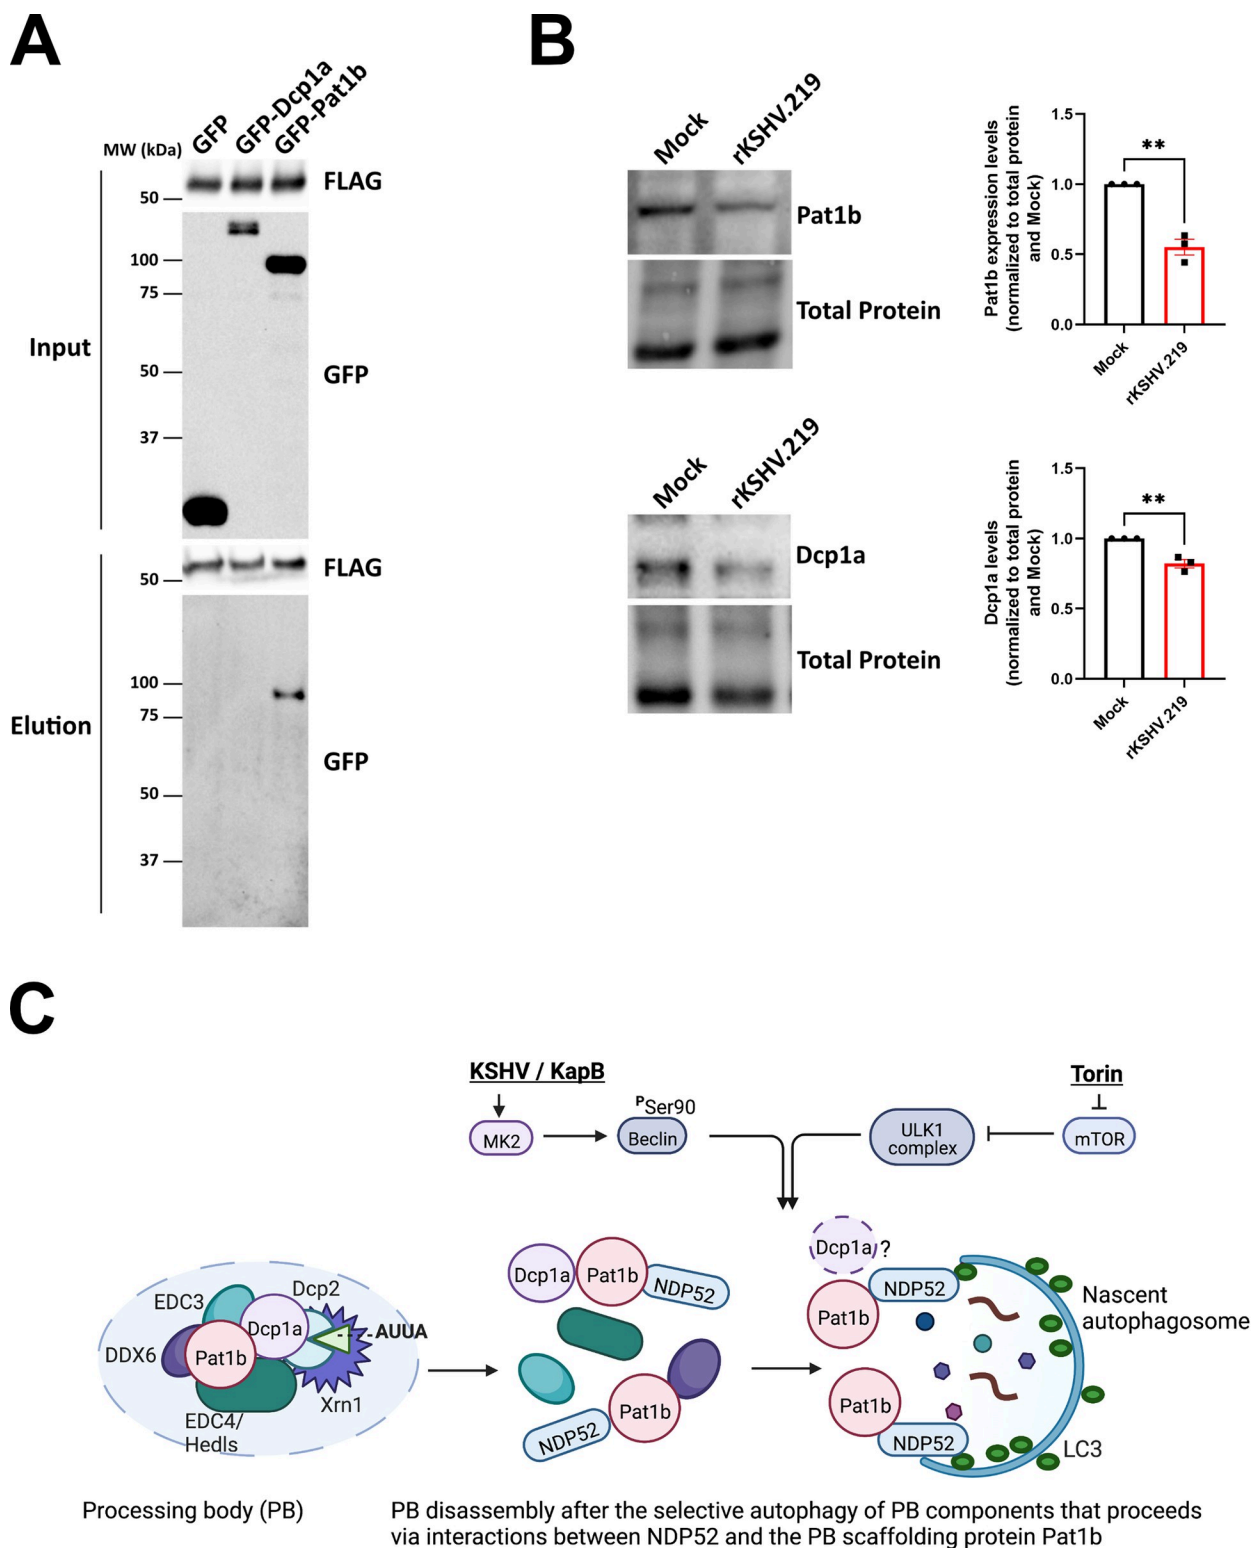 A
GFP
GFP-Dcp1a
GFP-Pat1b
MW (kDa)
FLAG
50
100
75
Input
GFP
50
37
FLAG
50
100
75
Elution
GFP
50
37
B
Mock
rKSHV.219
Pat1b
Total Protein
Pat1b expression levels
(normalized to total protein
and Mock)
1.5
1.0
0.5
0.0
**
Mock
rKSHV.219
Mock
rKSHV.219
Dcp1a
Total Protein
Dcp1a levels
(normalized to total protein
and Mock)
1.5
1.0
0.5
0.0
**
Mock
rKSHV.219
C
KSHV / KapB
Torin
MK2
PSer90
Beclin
ULK1
complex
mTOR
EDC3
Dcp2
Dcp1a
AUUA
DDX6
Pat1b
Xrn1
EDC4/
Hedls
Dcp1a
Pat1b
NDP52
Pat1b
NDP52
Dcp1a ?
NDP52
Pat1b
Nascent
autophagosome
Pat1b
NDP52
LC3
Processing body (PB)
PB disassembly after the selective autophagy of PB components that proceeds
via interactions between NDP52 and the PB scaffolding protein Pat1b